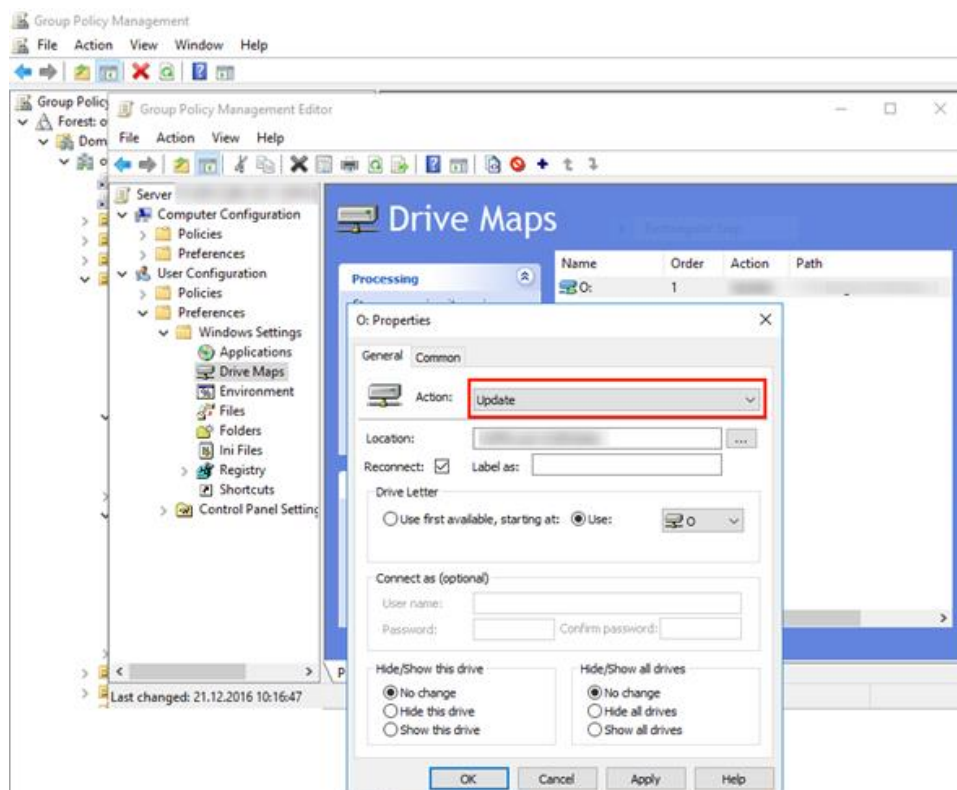 Group Policy Management
File Action View Window Help
Group Policy
Forest: o
Dom
Group Policy Management Editor
File Action View Help
Server
Computer Configuration
Policies
Preferences
User Configuration
Policies
Preferences
Windows Settings
Applications
Drive Maps
Environment
Files
Folders
Ini Files
Registry
Shortcuts
Control Panel Setting
Last changed: 21.12.2016 10:16:47
Drive Maps
Processing
Name Order Action Path
O: 1
O: Properties
General Common
Action: Update
Location: ...
Reconnect: Label as:
Drive Letter
Use first available, starting at: Use: O
Connect as (optional)
User name:
Password: Confirm password:
Hide/Show this drive Hide/Show all drives
No change No change
Hide this drive Hide all drives
Show this drive Show all drives
OK Cancel Apply Help